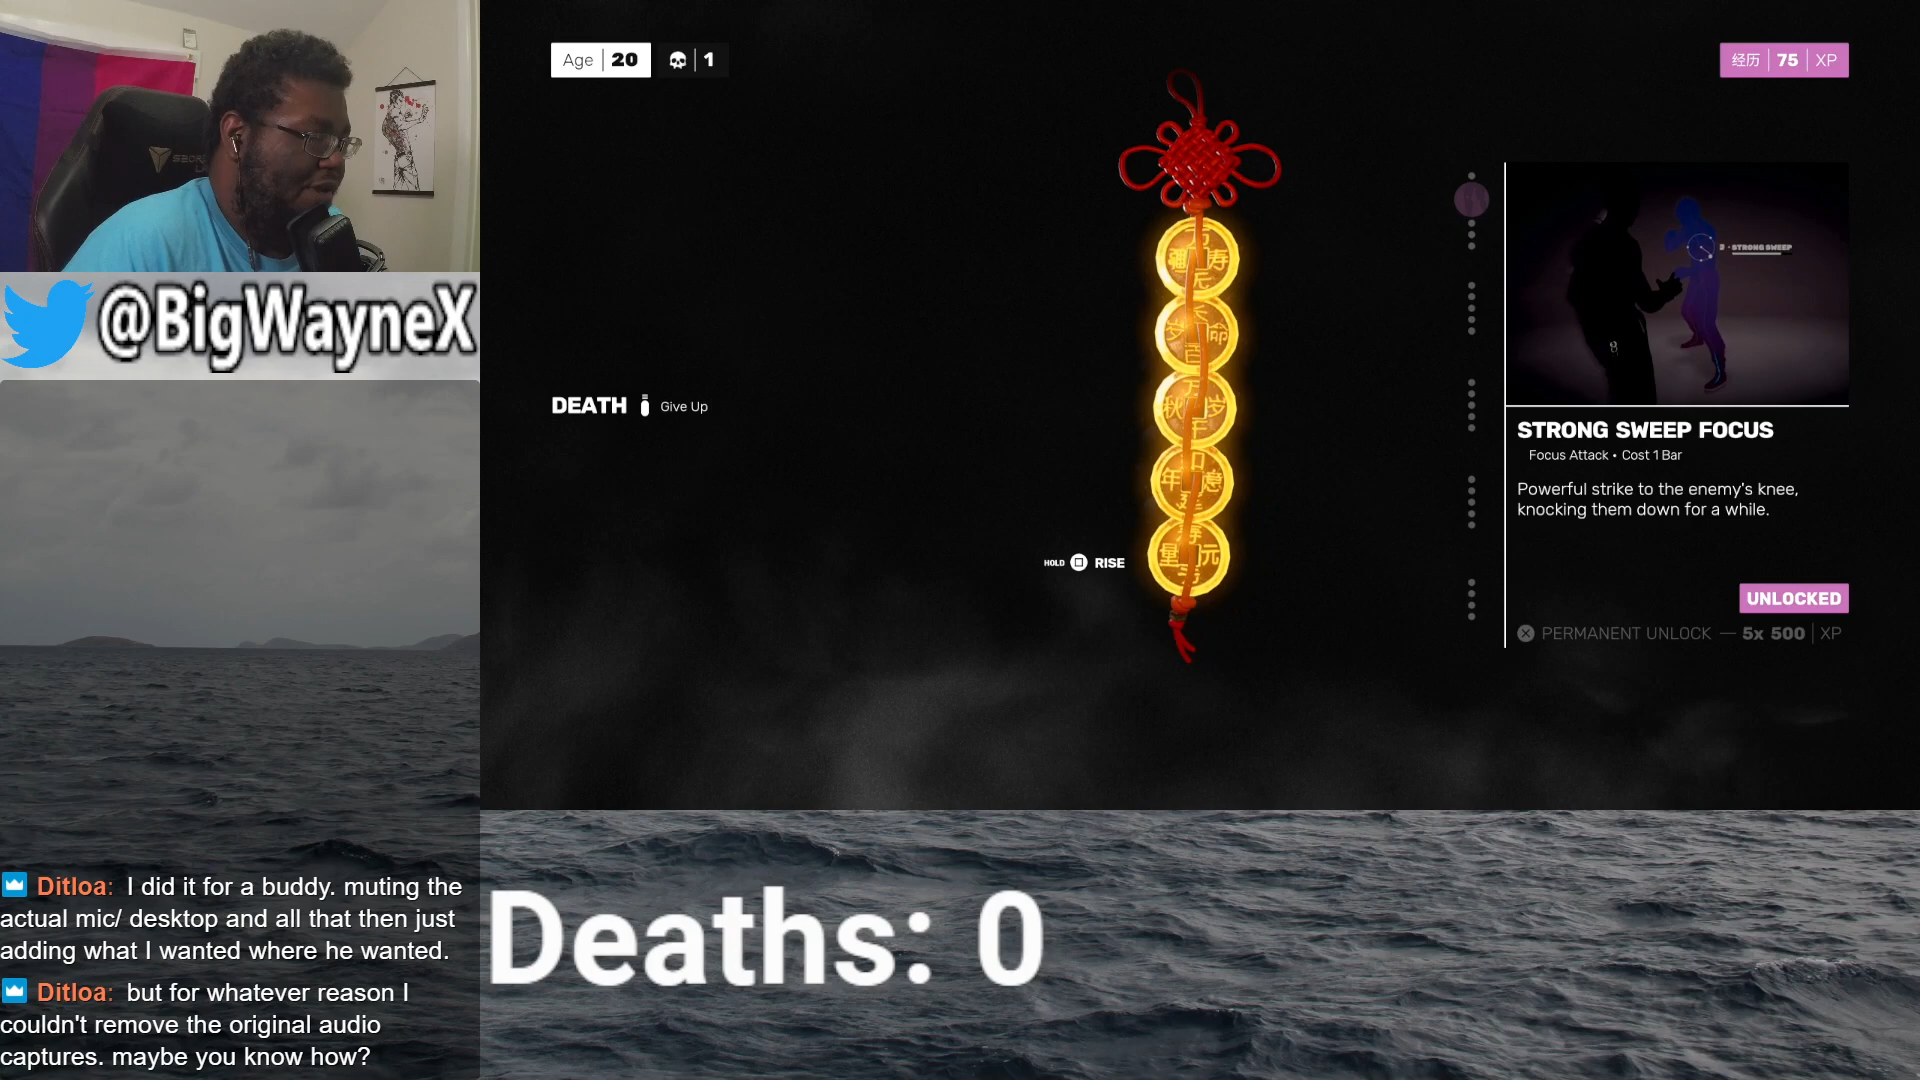 Age 20 1
经历 75 XP
@BigWayneX
STRONG SWEEP
DEATH Give Up
HOLD RISE
STRONG SWEEP FOCUS
Focus Attack • Cost 1 Bar
Powerful strike to the enemy's knee,
knocking them down for a while.
UNLOCKED
PERMANENT UNLOCK — 5x 500 XP
Ditloa: I did it for a buddy. muting the
actual mic/ desktop and all that then just
adding what I wanted where he wanted.
Ditloa: but for whatever reason I
couldn't remove the original audio
captures. maybe you know how?
Deaths: 0